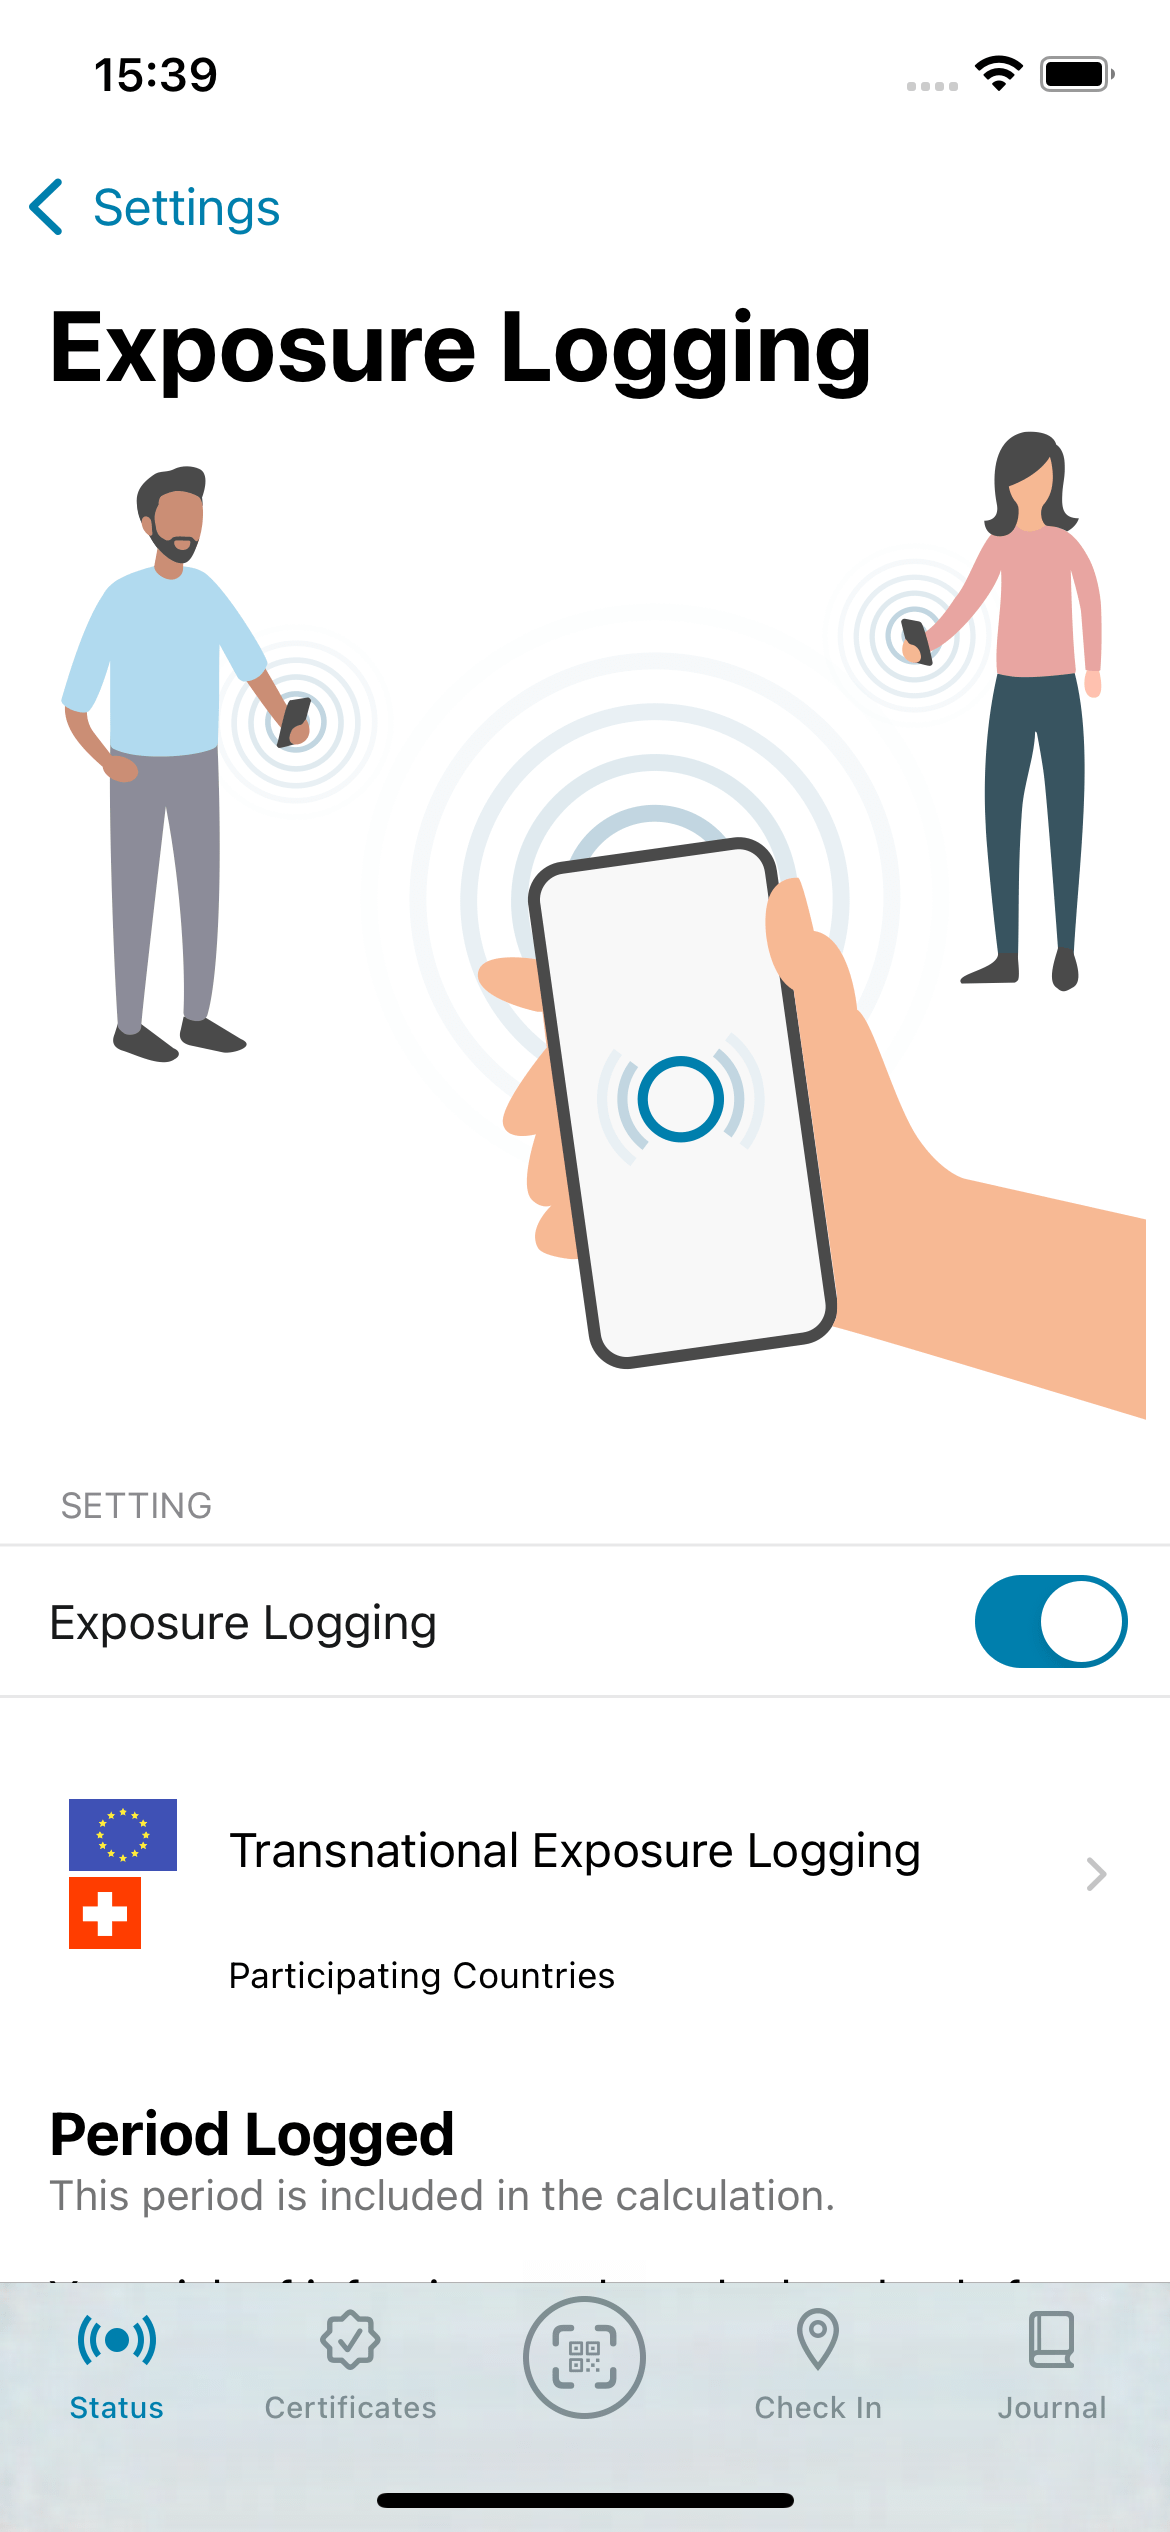 15:39
Settings
Exposure Logging
SETTING
Exposure Logging
Transnational Exposure Logging
Participating Countries
Period Logged
This period is included in the calculation.
Status
Certificates
Check In
Journal